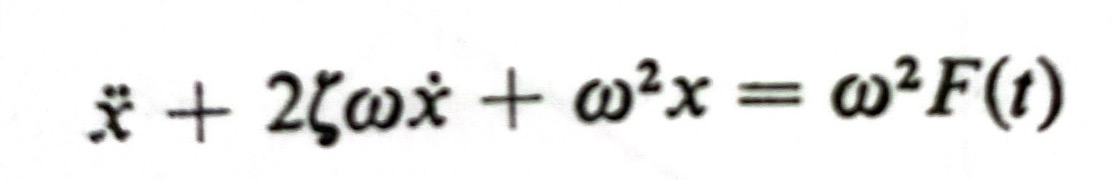 ẍ + 2ζωẋ + ω²x = ω²F(t)